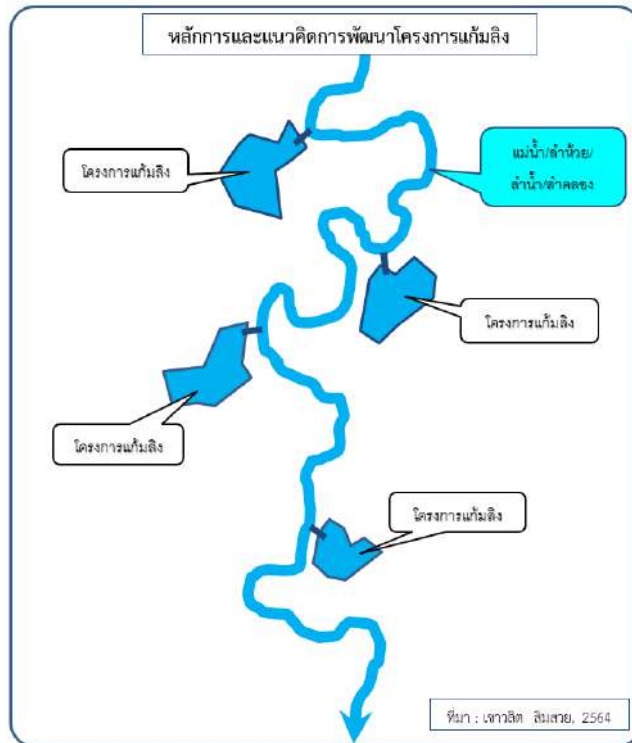 หลักการและแนวคิดการพัฒนาโครงการแก้มลิง
โครงการแก้มลิง
แม่น้ำ/ลำห้วย/
ลำน้ำ/ลำคลอง
โครงการแก้มลิง
โครงการแก้มลิง
โครงการแก้มลิง
ที่มา : เชาวลิต สิมสวย, 2564